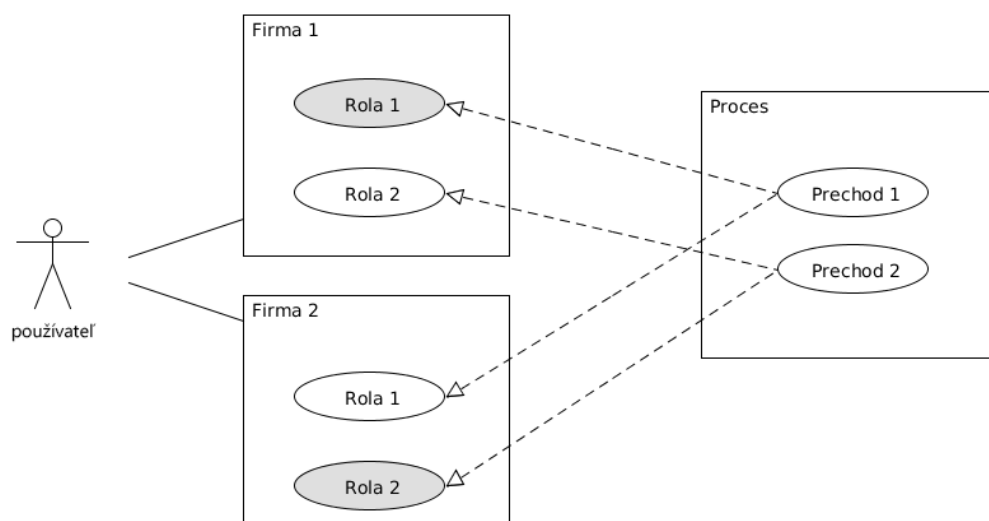 Firma 1
Rola 1
Rola 2
používateľ
Firma 2
Rola 1
Rola 2
Proces
Prechod 1
Prechod 2